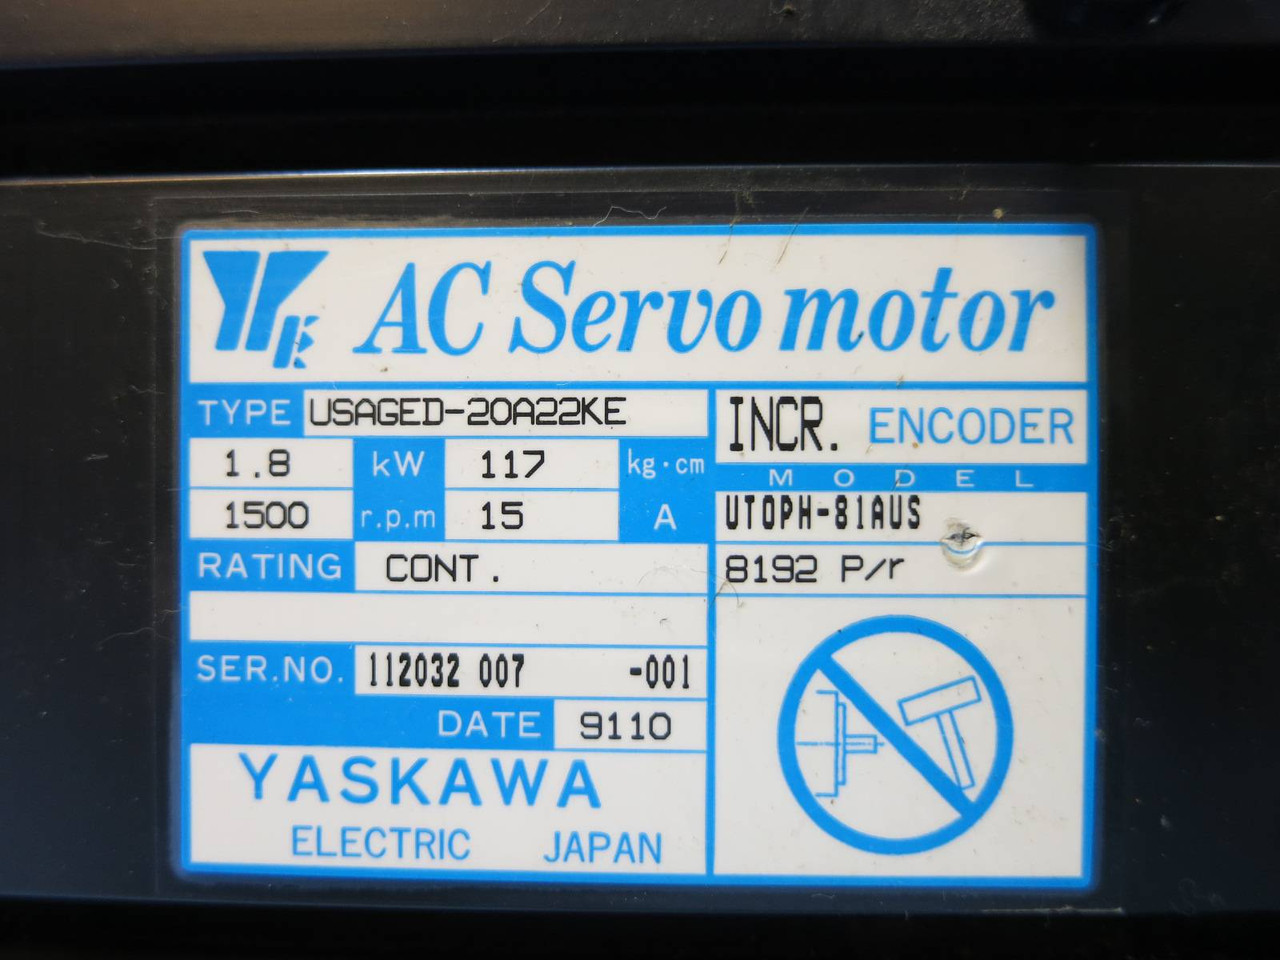 YE AC Servo motor
TYPE USAGED-20A22KE
1.8 kW 117 kg·cm
1500 r.p.m 15 A
RATING CONT.
SER.NO. 112032 007 -001
DATE 9110
YASKAWA
ELECTRIC JAPAN
INCR. ENCODER
MODEL
UTOPH-81AUS
8192 P/r